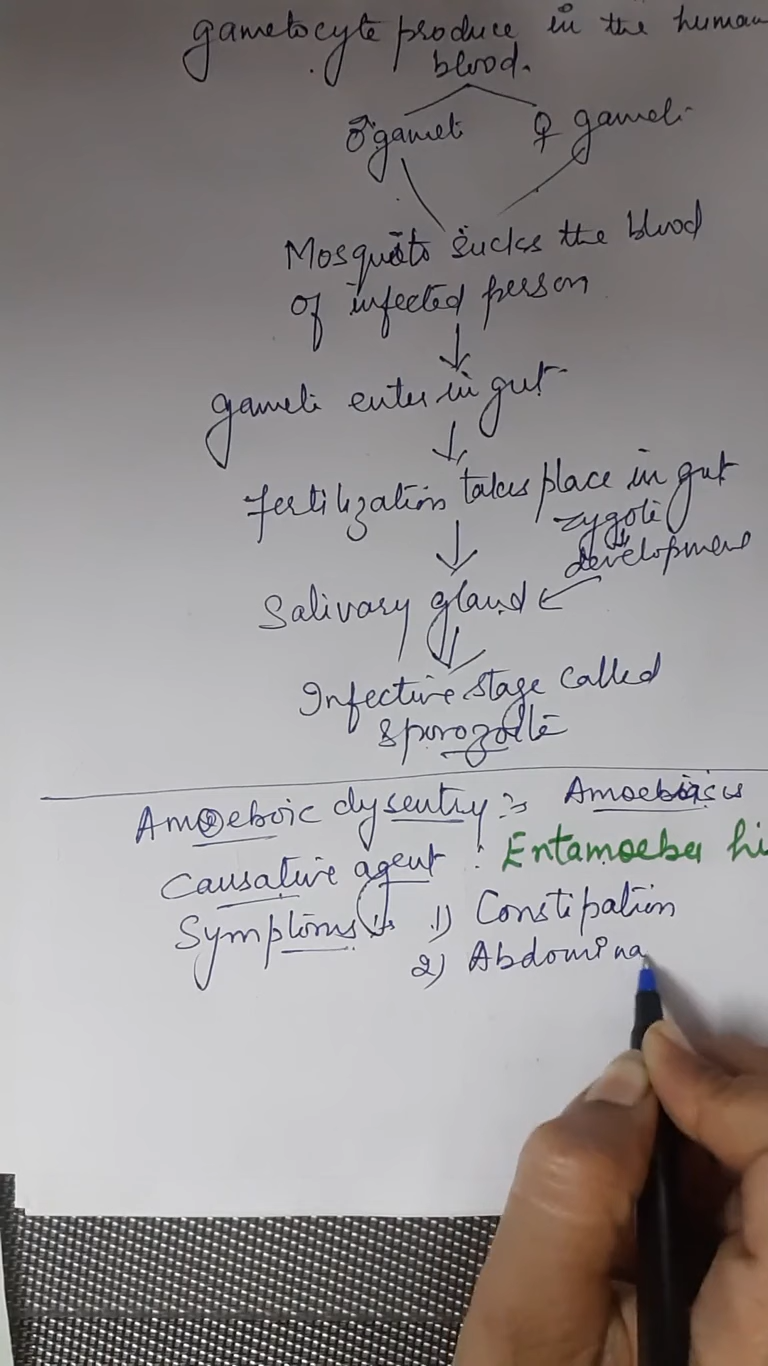 gametocyte produce in the human
blood.
♂ gamete ♀ gamete
Mosquito sucks the blood
of infected person
↓
gamete enter in gut
↓
fertilization takes place in gut
zygote
↓
development
Salivary gland ←
↓
Infective stage called
sporozoite
Amoeboic dysentry :- Amoebiasis
Causative agent : Entamoeba hi
Symptoms :- 1) Constipation
2) Abdomina